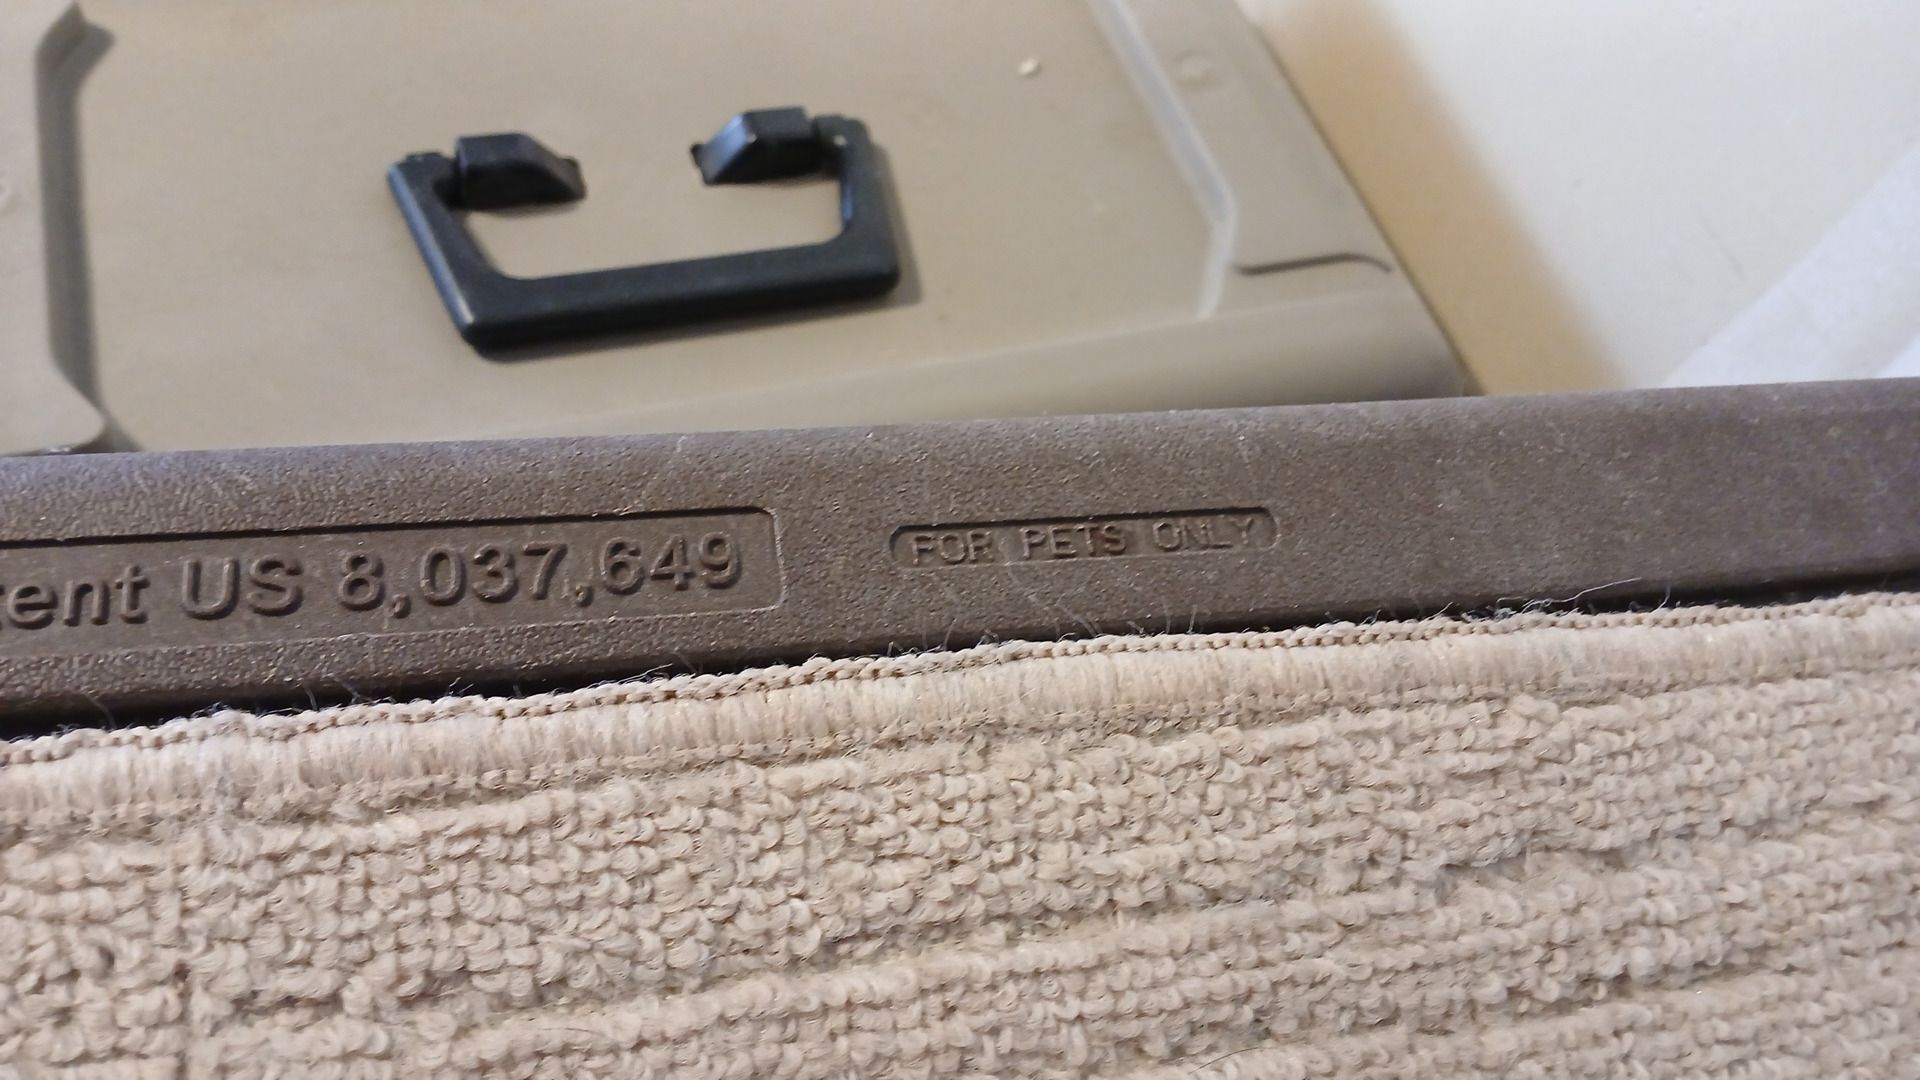 tent US 8,037,649
FOR PETS ONLY